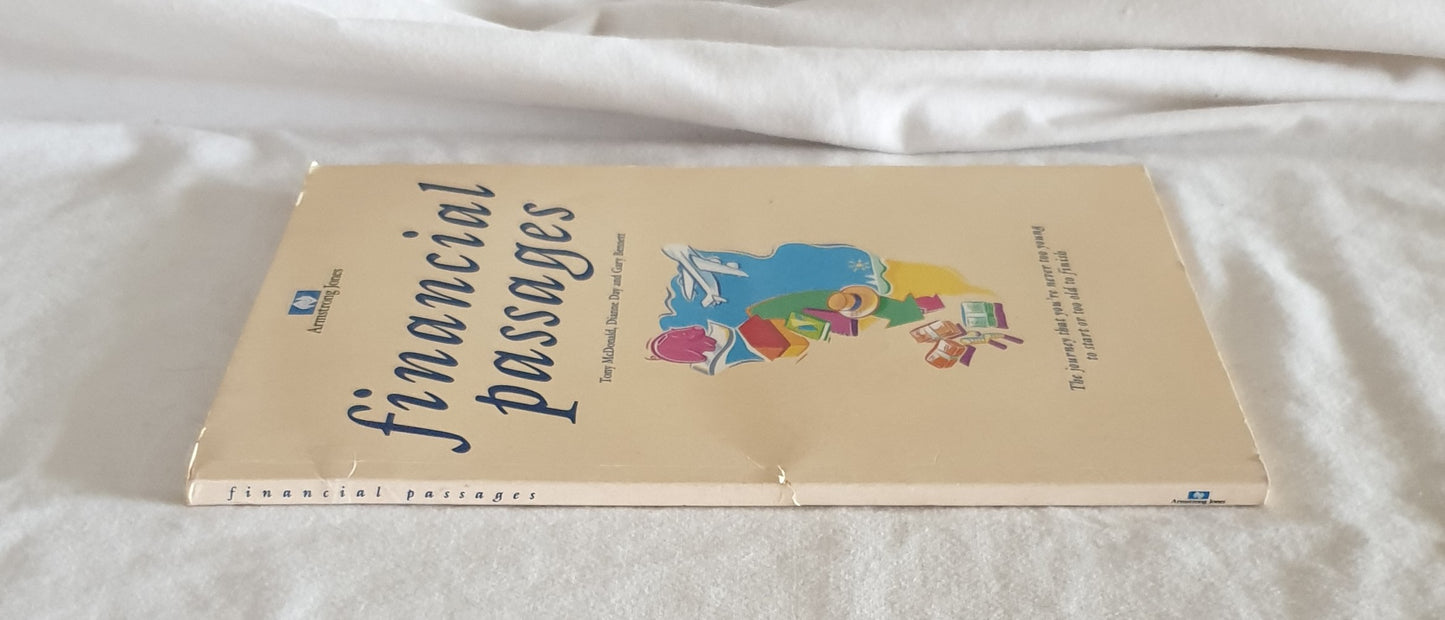 Armstrong Jones
financial
passages
Tony McDonald, Dianne Day and Gary Bennett
The journey that you're never too young
to start or too old to finish
financial passages
Armstrong Jones